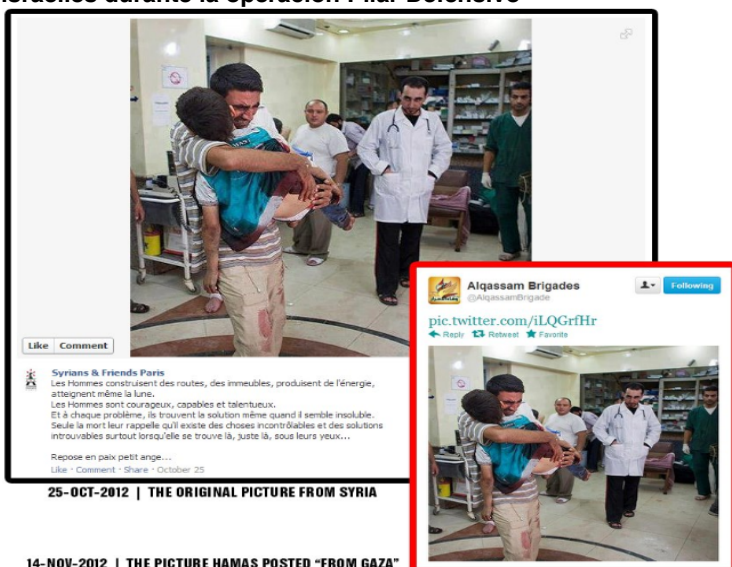 israelíes durante la operación Pilar Defensivo
Like Comment
Syrians & Friends Paris
Les Hommes construisent des routes, des immeubles, produisent de l'énergie,
atteignent même la lune.
Les Hommes sont courageux, capables et talentueux.
Et à chaque problème, ils trouvent la solution même quand il semble insoluble.
Seule la mort leur rappelle qu'il existe des choses incontrôlables et des solutions
introuvables surtout lorsqu'elle se trouve là, juste là, sous leurs yeux...
Repose en paix petit ange...
Like · Comment · Share · October 25
25-OCT-2012 | THE ORIGINAL PICTURE FROM SYRIA
Alqassam Brigades
@AlqassamBrigade
Following
pic.twitter.com/iLQGrfHr
Reply Retweet Favorite
14-NOV-2012 | THE PICTURE HAMAS POSTED "FROM GAZA"